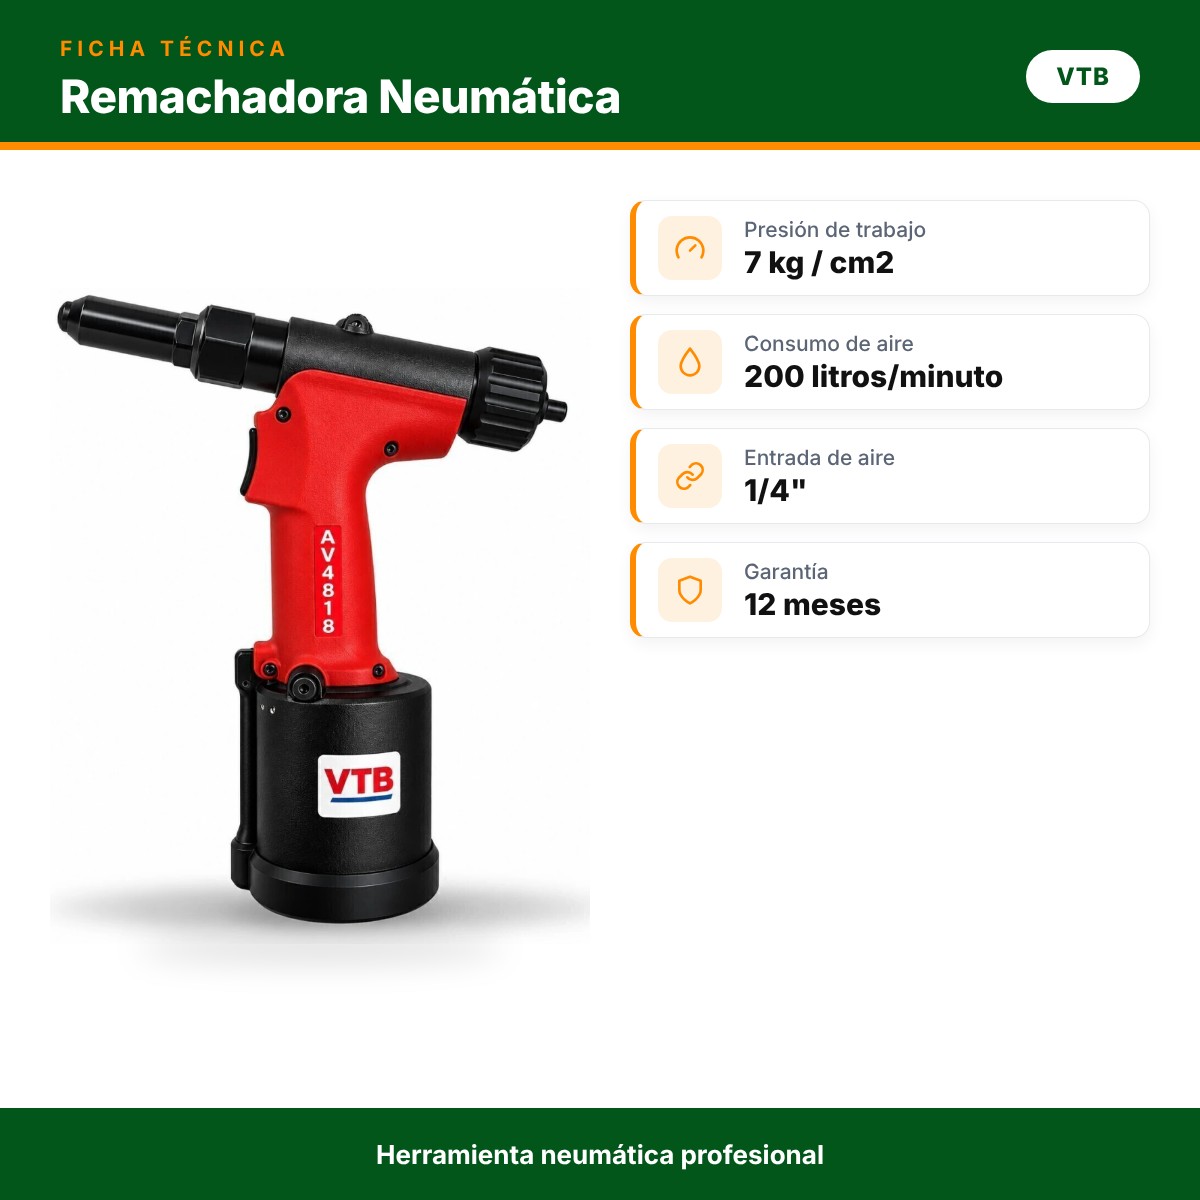 FICHA TÉCNICA
Remachadora Neumática
VTB
Presión de trabajo
7 kg / cm2
Consumo de aire
200 litros/minuto
Entrada de aire
1/4"
Garantía
12 meses
AV4818
VTB
Herramienta neumática profesional